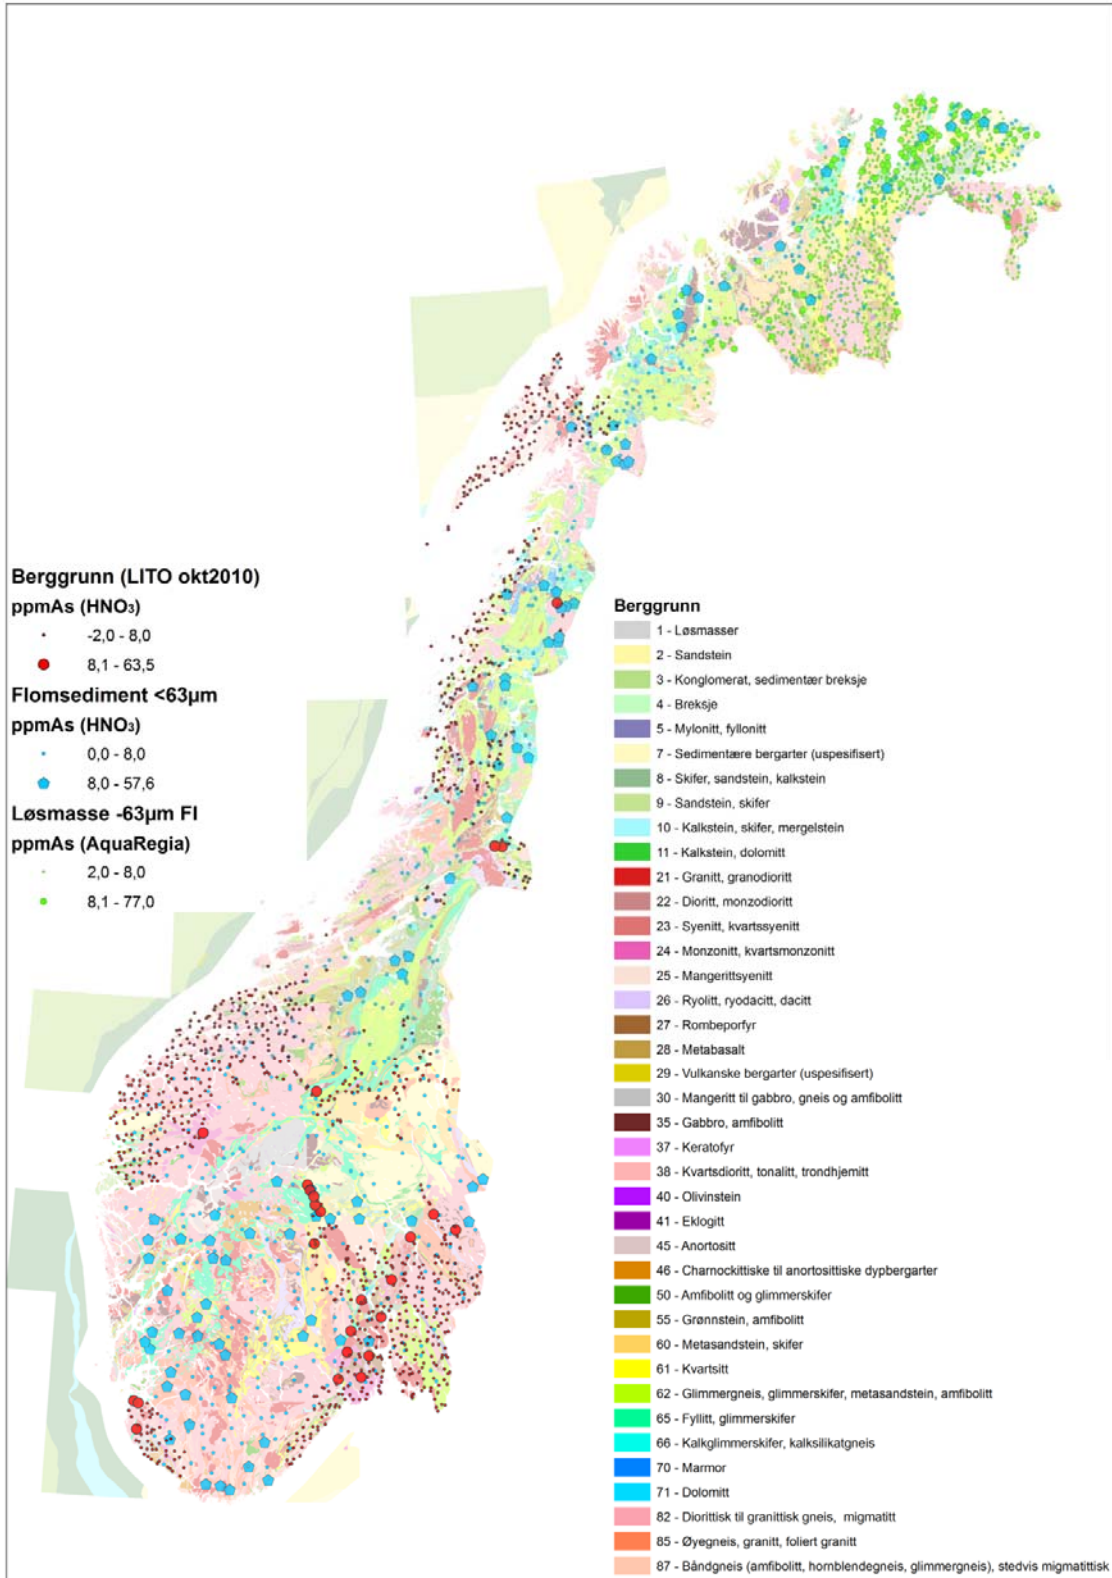 Berggrunn (LITO okt2010)
ppmAs (HNO₃)
-2,0 - 8,0
8,1 - 63,5
Flomsediment <63µm
ppmAs (HNO₃)
0,0 - 8,0
8,0 - 57,6
Løsmasse -63µm FI
ppmAs (AquaRegia)
2,0 - 8,0
8,1 - 77,0
Berggrunn
1 - Løsmasser
2 - Sandstein
3 - Konglomerat, sedimentær breksje
4 - Breksje
5 - Mylonitt, fyllonitt
7 - Sedimentære bergarter (uspesifisert)
8 - Skifer, sandstein, kalkstein
9 - Sandstein, skifer
10 - Kalkstein, skifer, mergelstein
11 - Kalkstein, dolomitt
21 - Granitt, granodioritt
22 - Dioritt, monzodioritt
23 - Syenitt, kvartssyenitt
24 - Monzonitt, kvartsmonzonitt
25 - Mangerittsyenitt
26 - Ryolitt, ryodacitt, dacitt
27 - Rombeporfyr
28 - Metabasalt
29 - Vulkanske bergarter (uspesifisert)
30 - Mangeritt til gabbro, gneis og amfibolitt
35 - Gabbro, amfibolitt
37 - Keratofyr
38 - Kvartsdioritt, tonalitt, trondhjemitt
40 - Olivinstein
41 - Eklogitt
45 - Anortositt
46 - Charnockittiske til anortosittiske dypbergarter
50 - Amfibolitt og glimmerskifer
55 - Grønnstein, amfibolitt
60 - Metasandstein, skifer
61 - Kvartsitt
62 - Glimmergneis, glimmerskifer, metasandstein, amfibolitt
65 - Fyllitt, glimmerskifer
66 - Kalkglimmerskifer, kalksilikatgneis
70 - Marmor
71 - Dolomitt
82 - Diorittisk til granittisk gneis, migmatitt
85 - Øyegneis, granitt, foliert granitt
87 - Båndgneis (amfibolitt, hornblendegneis, glimmergneis), stedvis migmatittisk